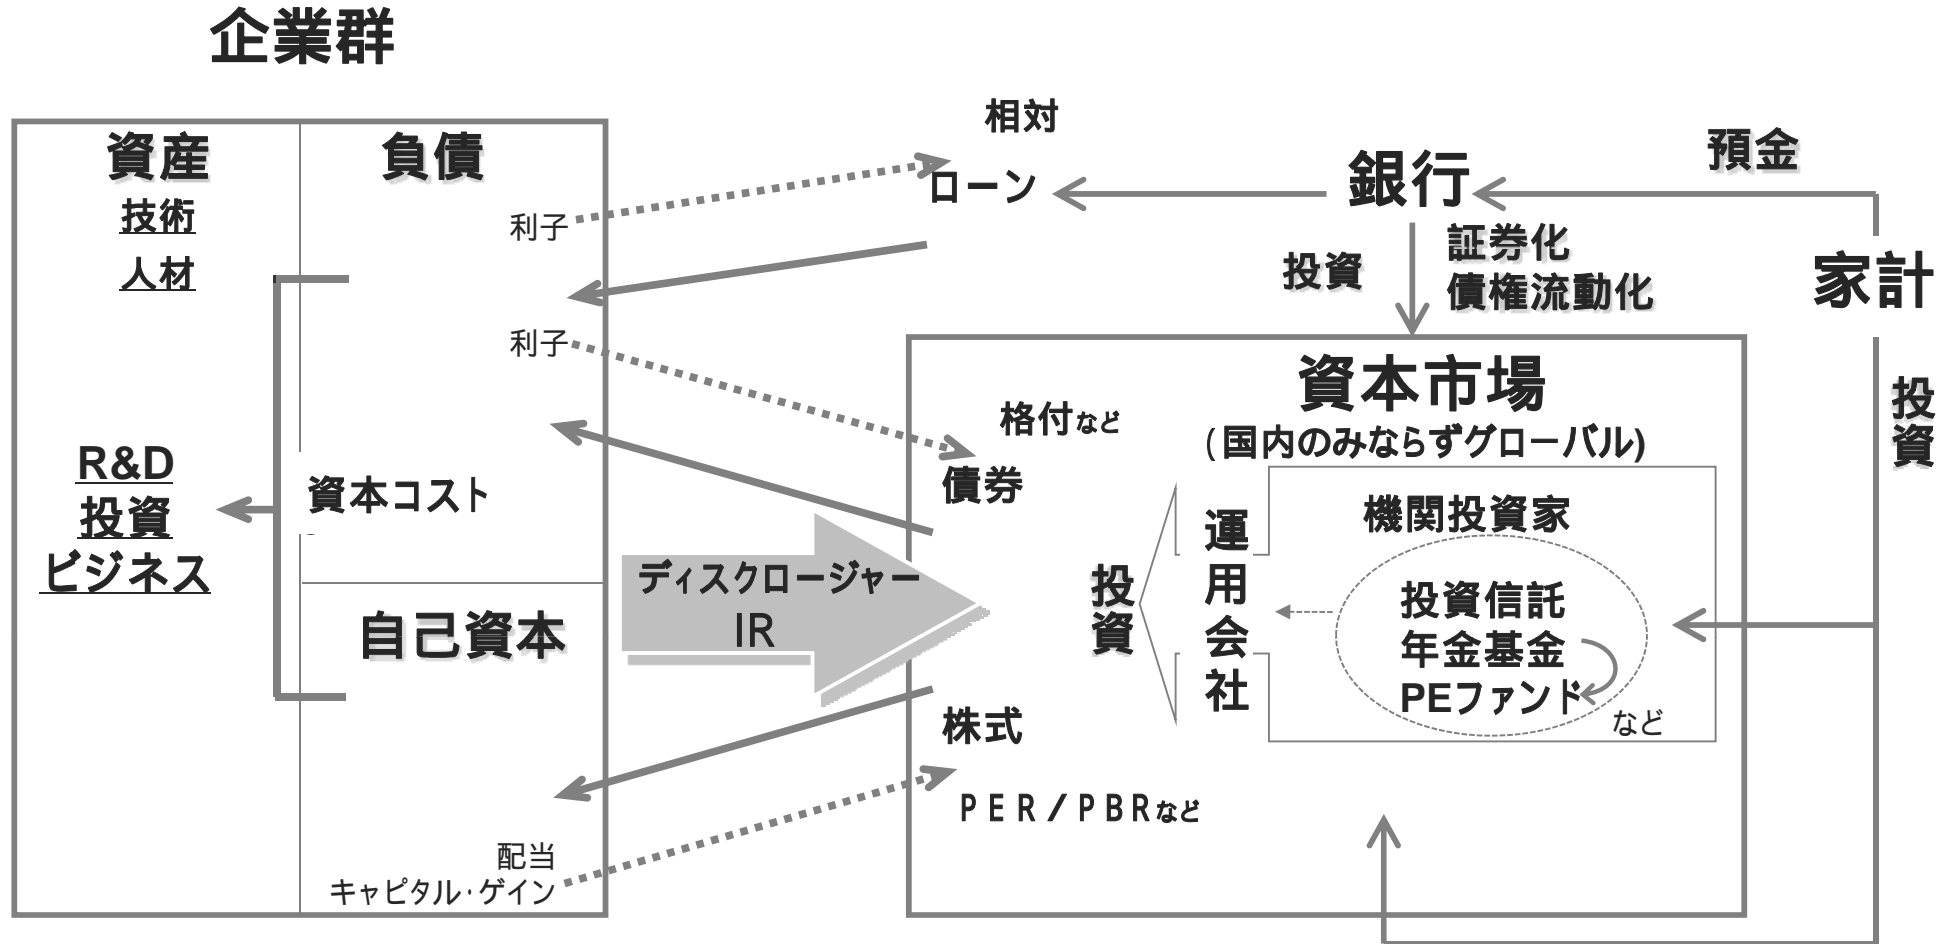 企業群
資産
技術
人材
R&D
投資
ビジネス
負債
利子
利子
資本コスト
自己資本
配当
キャピタル・ゲイン
ディスクロージャー
IR
相対
ローン
銀行
預金
投資
証券化
債権流動化
家計
投資
資本市場
(国内のみならずグローバル)
格付など
債券
株式
PER/PBRなど
投資
運用会社
機関投資家
投資信託
年金基金
PEファンド
など